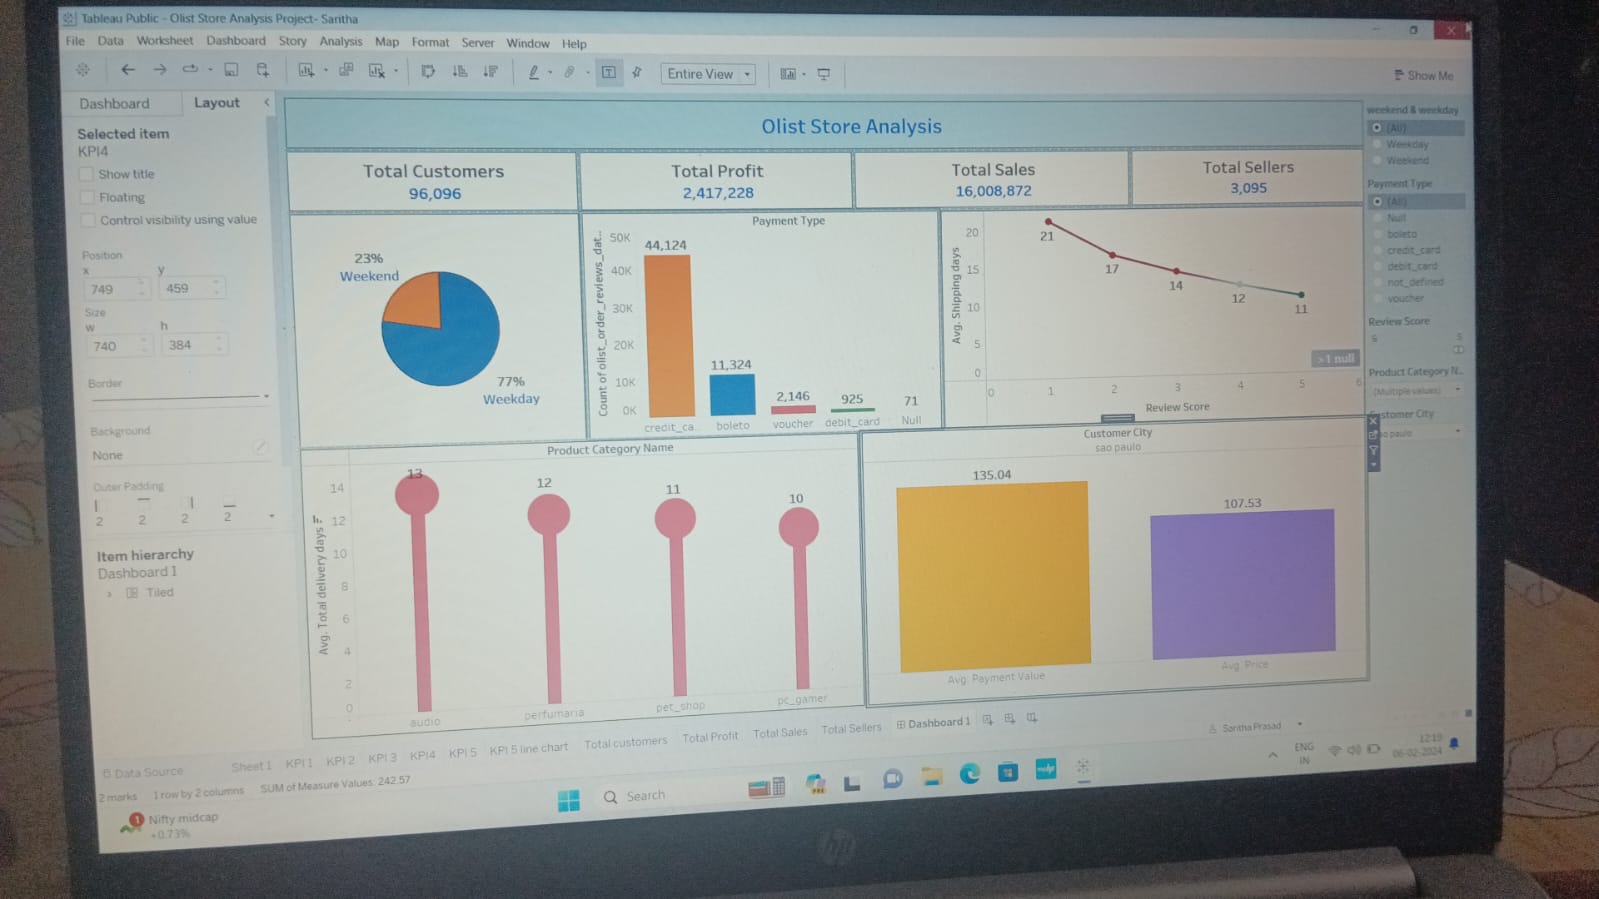 Tableau Public - Olist Store Analysis Project- Saritha
File Data Worksheet Dashboard Story Analysis Map Format Server Window Help
Entire View
Show Me
Dashboard Layout
Selected item
KPI4
Show title
Floating
Control visibility using value
Position
x y
749 459
Size
w h
740 384
Border
Background
None
Outer Padding
2 2 2 2
Item hierarchy
Dashboard 1
Tiled
Olist Store Analysis
Total Customers
96,096
Total Profit
2,417,228
Total Sales
16,008,872
Total Sellers
3,095
23%
Weekend
77%
Weekday
Payment Type
Count of olist_order_reviews_dat..
50K
40K
30K
20K
10K
0K
44,124
11,324
2,146
925
71
credit_ca.. boleto voucher debit_card Null
Avg. Shipping days
20
15
10
5
0
21
17
14
12
11
>1 null
0 1 2 3 4 5 6
Review Score
Product Category Name
Avg. Total delivery days
14
12
10
8
6
4
2
0
13
12
11
10
audio perfumaria pet_shop pc_gamer
Customer City
sao paulo
135.04
107.53
Avg. Payment Value Avg. Price
weekend & weekday
(All)
Weekday
Weekend
Payment Type
(All)
Null
boleto
credit_card
debit_card
not_defined
voucher
Review Score
5
Product Category N..
(Multiple values)
Customer City
sao paulo
Data Source Sheet 1 KPI 1 KPI 2 KPI 3 KPI4 KPI 5 KPI 5 line chart Total customers Total Profit Total Sales Total Sellers Dashboard 1
2 marks 1 row by 2 columns SUM of Measure Values: 242.57
Saritha Prasad
1
Nifty midcap
+0.73%
Search
ENG
IN
12:19
06-02-2024
hp